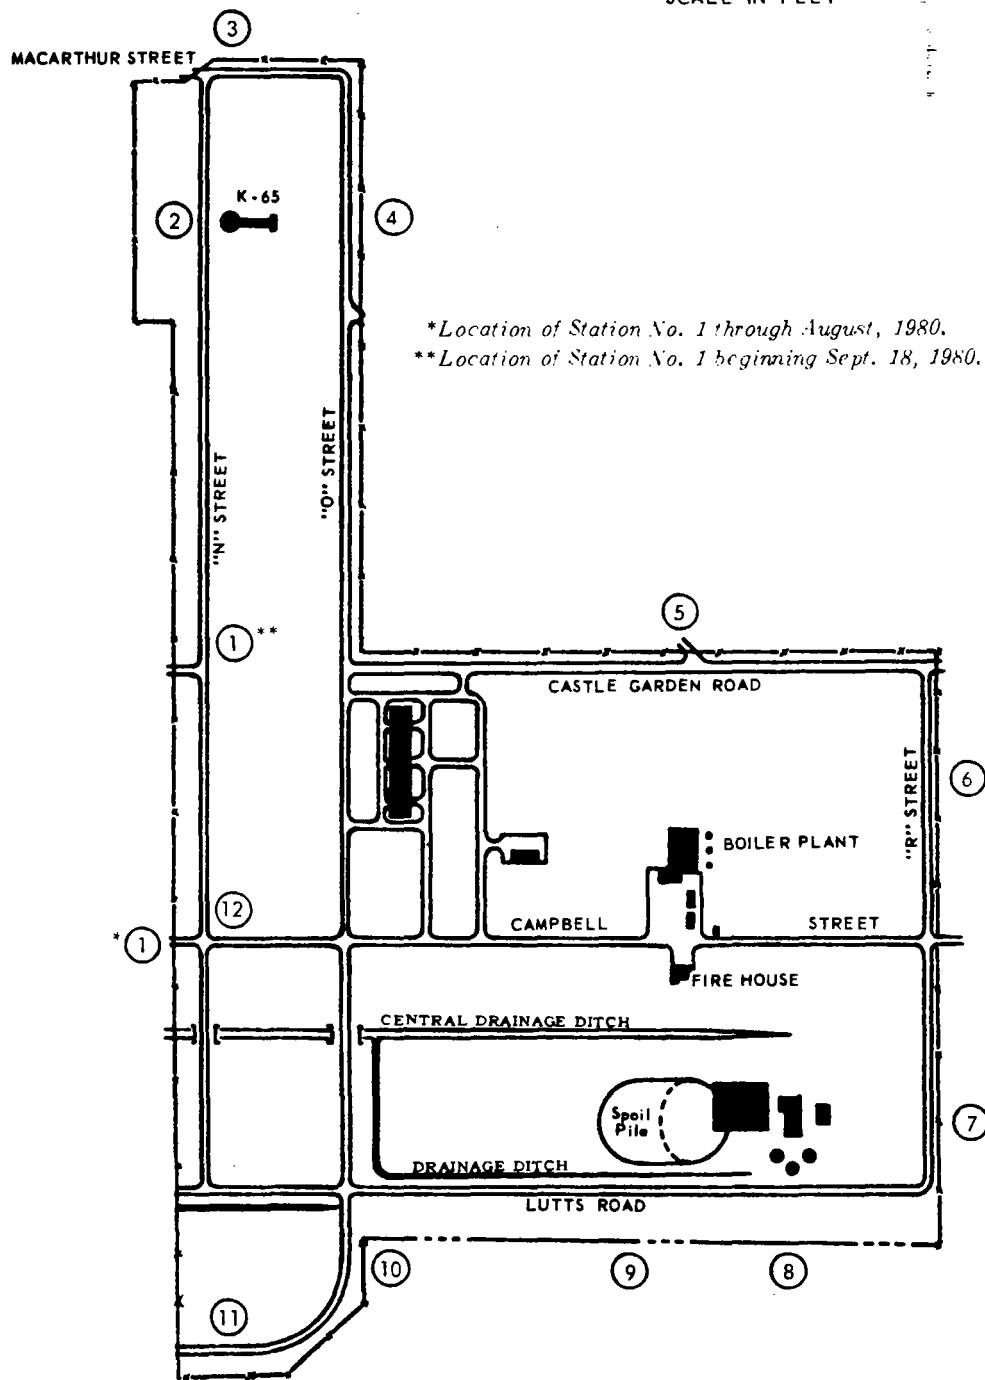 SCALE IN FEET
3
MACARTHUR STREET
K-65
2
4
*Location of Station No. 1 through August, 1980.
**Location of Station No. 1 beginning Sept. 18, 1980.
"N" STREET
"O" STREET
5
1 **
CASTLE GARDEN ROAD
"R" STREET
6
BOILER PLANT
12
CAMPBELL STREET
* 1
FIRE HOUSE
CENTRAL DRAINAGE DITCH
Spoil
Pile
7
DRAINAGE DITCH
LUTTS ROAD
10
9
8
11